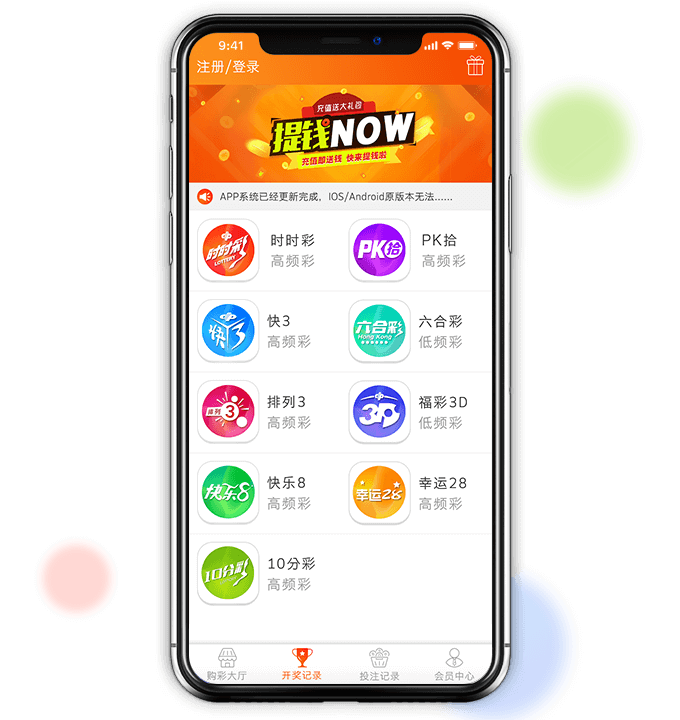 9:41
注册/登录
充值送大礼包
提钱NOW
充值即送钱 快来提钱啦
APP系统已经更新完成，IOS/Android原版本无法......
时时彩
LOTTERY
时时彩
高频彩
PK拾
PK拾
高频彩
快3
快3
高频彩
六合彩
Hong Kong
六合彩
低频彩
排列3
排列3
高频彩
3D
福彩3D
低频彩
快乐8
快乐8
高频彩
幸运28
幸运28
高频彩
10分彩
10分彩
高频彩
购彩大厅
开奖记录
投注记录
会员中心